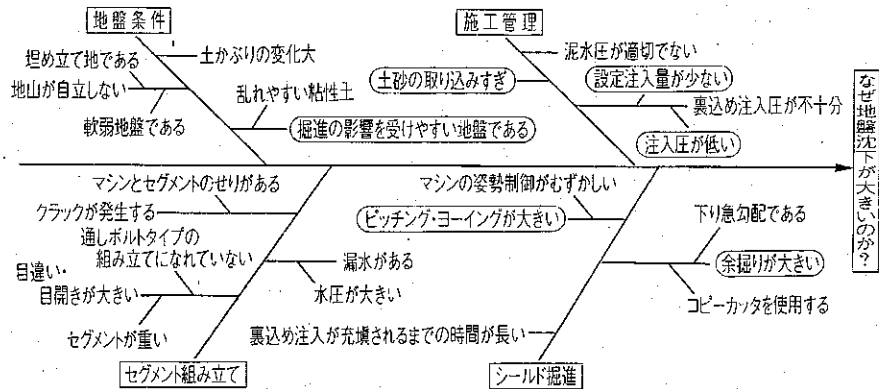 地盤条件
施工管理
土かぶりの変化大
埋め立て地である
地山が自立しない
軟弱地盤である
乱れやすい粘性土
掘進の影響を受けやすい地盤である
泥水圧が適切でない
土砂の取り込みすぎ
設定注入量が少ない
裏込め注入圧が不十分
注入圧が低い
なぜ地盤沈下が大きいのか?
マシンとセグメントのせりがある
クラックが発生する
通しボルトタイプの
組み立てになれていない
目違い・
目開きが大きい
セグメントが重い
漏水がある
水圧が大きい
セグメント組み立て
マシンの姿勢制御がむずかしい
ピッチング・ヨーイングが大きい
下り急勾配である
余掘りが大きい
コピーカッタを使用する
裏込め注入が充塡されるまでの時間が長い
シールド掘進